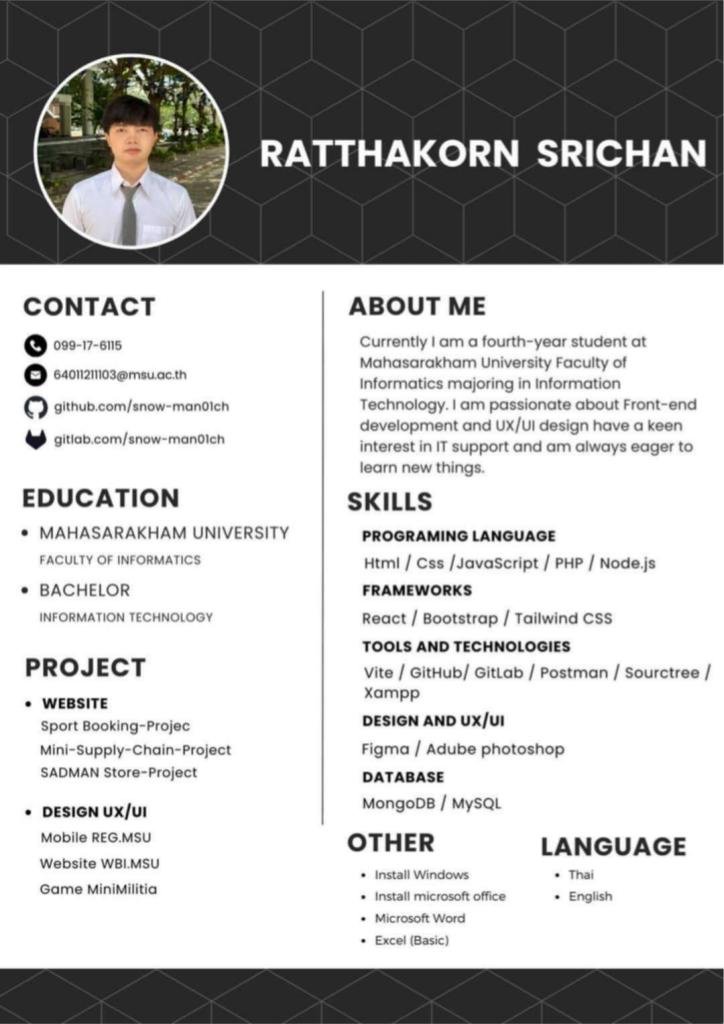 RATTHAKORN SRICHAN
CONTACT
099-17-6115
64011211103@msu.ac.th
github.com/snow-man01ch
gitlab.com/snow-man01ch
EDUCATION
MAHASARAKHAM UNIVERSITY
FACULTY OF INFORMATICS
BACHELOR
INFORMATION TECHNOLOGY
PROJECT
WEBSITE
Sport Booking-Projec
Mini-Supply-Chain-Project
SADMAN Store-Project
DESIGN UX/UI
Mobile REG.MSU
Website WBI.MSU
Game MiniMilitia
ABOUT ME
Currently I am a fourth-year student at
Mahasarakham University Faculty of
Informatics majoring in Information
Technology. I am passionate about Front-end
development and UX/UI design have a keen
interest in IT support and am always eager to
learn new things.
SKILLS
PROGRAMING LANGUAGE
Html / Css /JavaScript / PHP / Node.js
FRAMEWORKS
React / Bootstrap / Tailwind CSS
TOOLS AND TECHNOLOGIES
Vite / GitHub/ GitLab / Postman / Sourctree /
Xampp
DESIGN AND UX/UI
Figma / Adube photoshop
DATABASE
MongoDB / MySQL
OTHER
Install Windows
Install microsoft office
Microsoft Word
Excel (Basic)
LANGUAGE
Thai
English